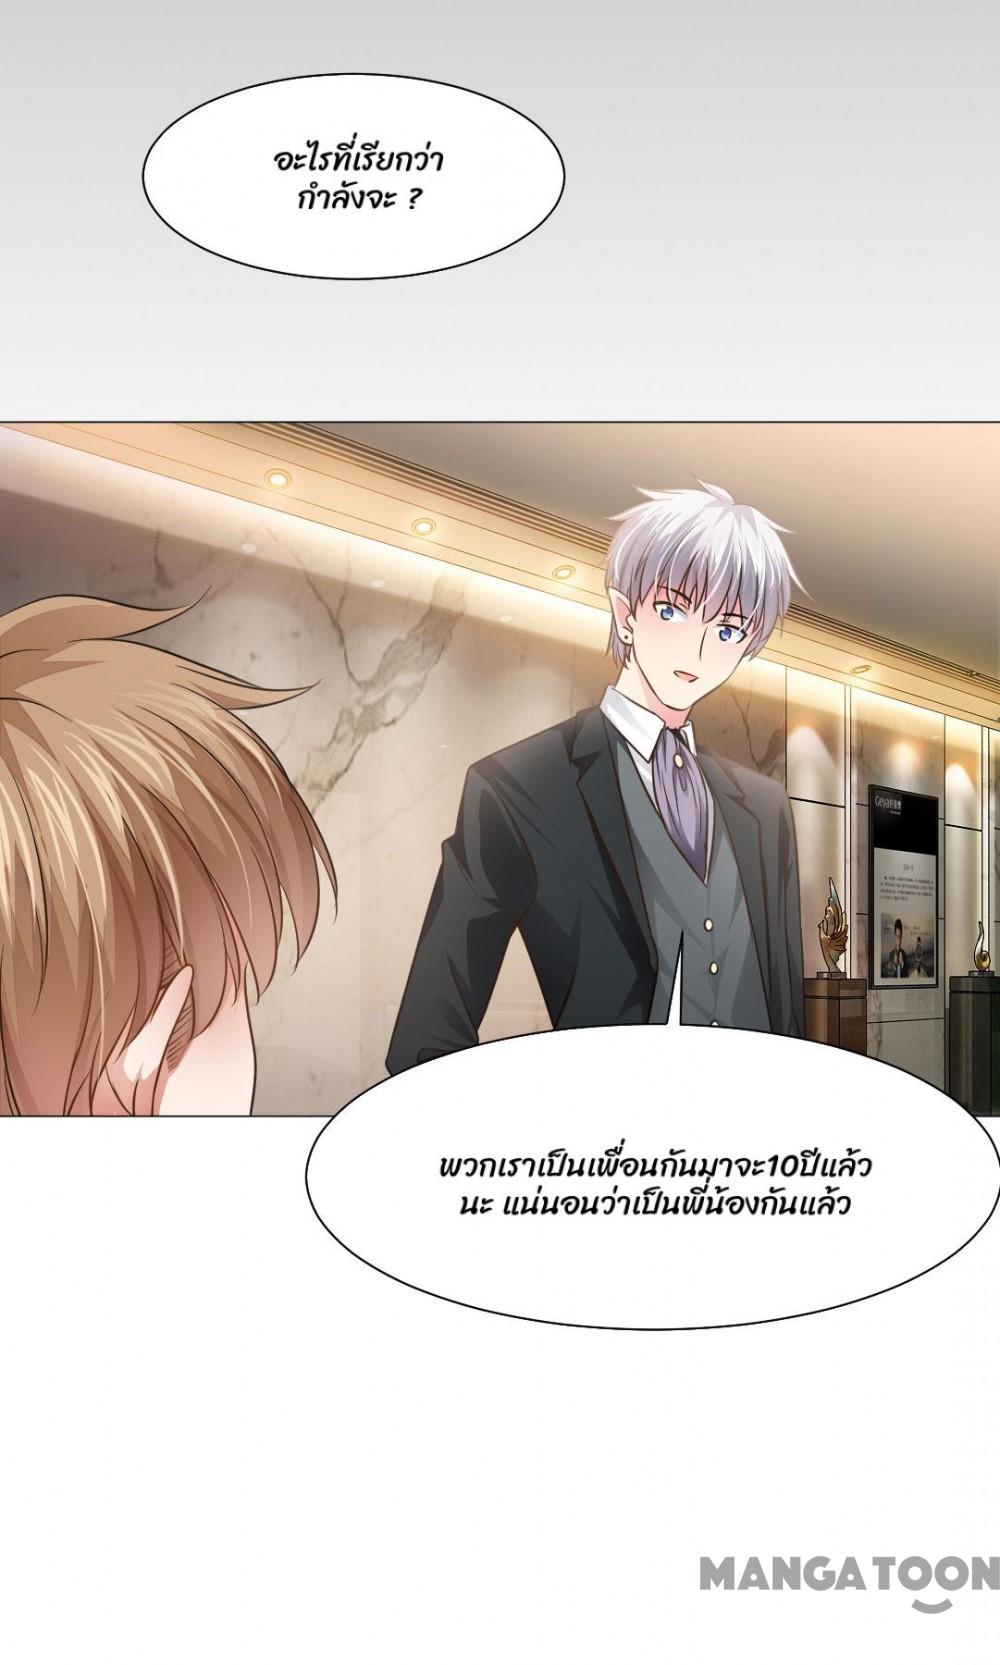 อะไรที่เรียกว่า
กำลังจะ ?
Geya
พวกเราเป็นเพื่อนกันมาจะ10ปีแล้ว
นะ แน่นอนว่าเป็นพี่น้องกันแล้ว
MANGATOON